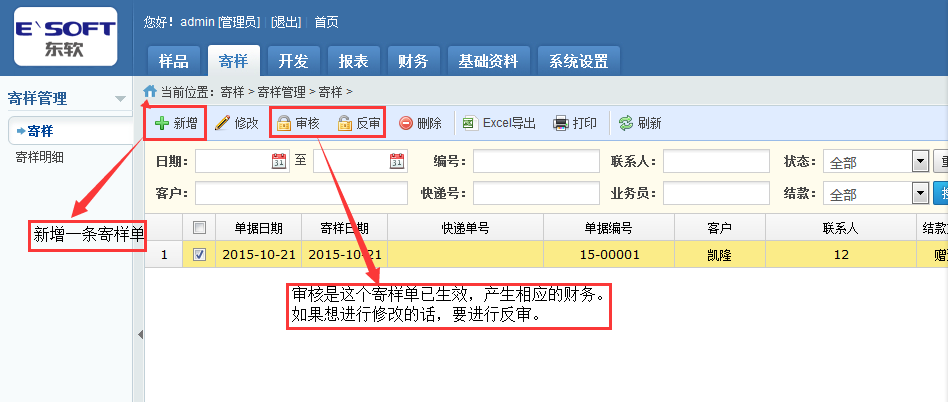 E`SOFT
东软
您好！admin [管理员] | [退出] | 首页
样品 寄样 开发 报表 财务 基础资料 系统设置
寄样管理
寄样
寄样明细
当前位置：寄样 > 寄样管理 > 寄样 >
新增 修改 审核 反审 删除 Excel导出 打印 刷新
日期： 31 至 31 编号： 联系人： 状态： 全部
客户： 快递号： 业务员： 结款： 全部
单据日期 寄样日期 快递单号 单据编号 客户 联系人 结款
1 2015-10-21 2015-10-21 15-00001 凯隆 12
新增一条寄样单
审核是这个寄样单已生效，产生相应的财务。
如果想进行修改的话，要进行反审。